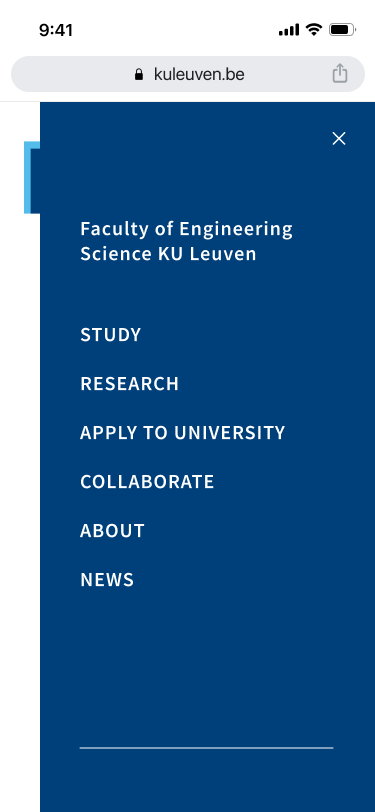 9:41
kuleuven.be
Faculty of Engineering
Science KU Leuven
STUDY
RESEARCH
APPLY TO UNIVERSITY
COLLABORATE
ABOUT
NEWS